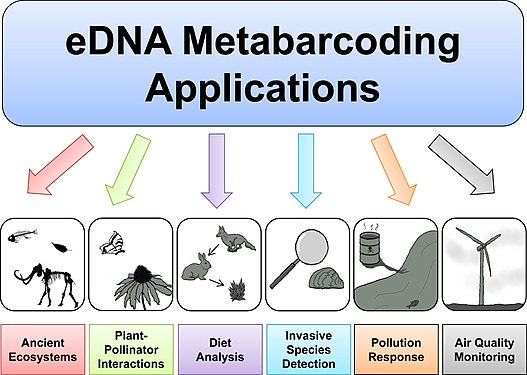 eDNA Metabarcoding
Applications
Ancient
Ecosystems
Plant-
Pollinator
Interactions
Diet
Analysis
Invasive
Species
Detection
Pollution
Response
Air Quality
Monitoring